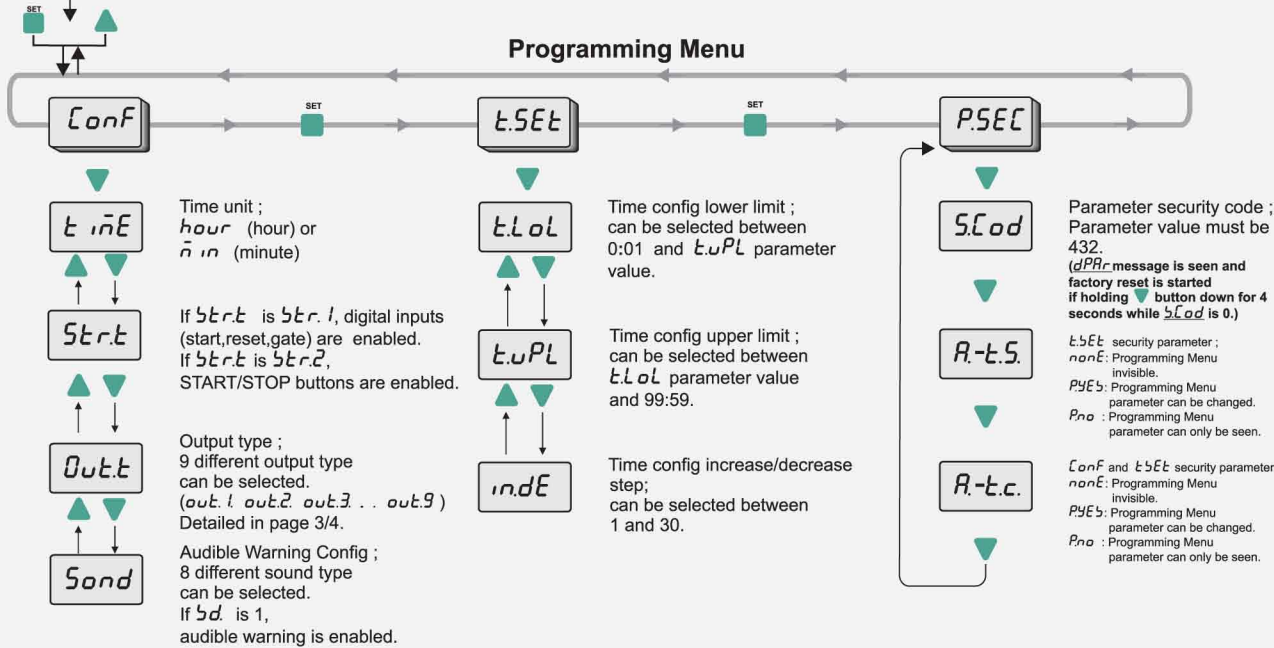 SET
Programming Menu
ConF
SET
t.SEt
SET
P.SEC
t inE
Time unit ;
hour (hour) or
n in (minute)
Str.t
If Str.t is Str.1, digital inputs
(start,reset,gate) are enabled.
If Str.t is Str.2,
START/STOP buttons are enabled.
Out.t
Output type ;
9 different output type
can be selected.
(out.1. out.2. out.3. . . out.9 )
Detailed in page 3/4.
Sond
Audible Warning Config ;
8 different sound type
can be selected.
If Sd. is 1,
audible warning is enabled.
t.LoL
Time config lower limit ;
can be selected between
0:01 and t.uPL parameter
value.
t.uPL
Time config upper limit ;
can be selected between
t.LoL parameter value
and 99:59.
in.dE
Time config increase/decrease
step;
can be selected between
1 and 30.
S.Cod
Parameter security code ;
Parameter value must be
432.
(dPAr message is seen and
factory reset is started
if holding button down for 4
seconds while S.Cod is 0.)
A.-t.S.
t.SEt security parameter ;
nonE: Programming Menu
invisible.
P.YES: Programming Menu
parameter can be changed.
P.no : Programming Menu
parameter can only be seen.
A.-t.c.
ConF and tSEt security parameter
nonE: Programming Menu
invisible.
P.YES: Programming Menu
parameter can be changed.
P.no : Programming Menu
parameter can only be seen.